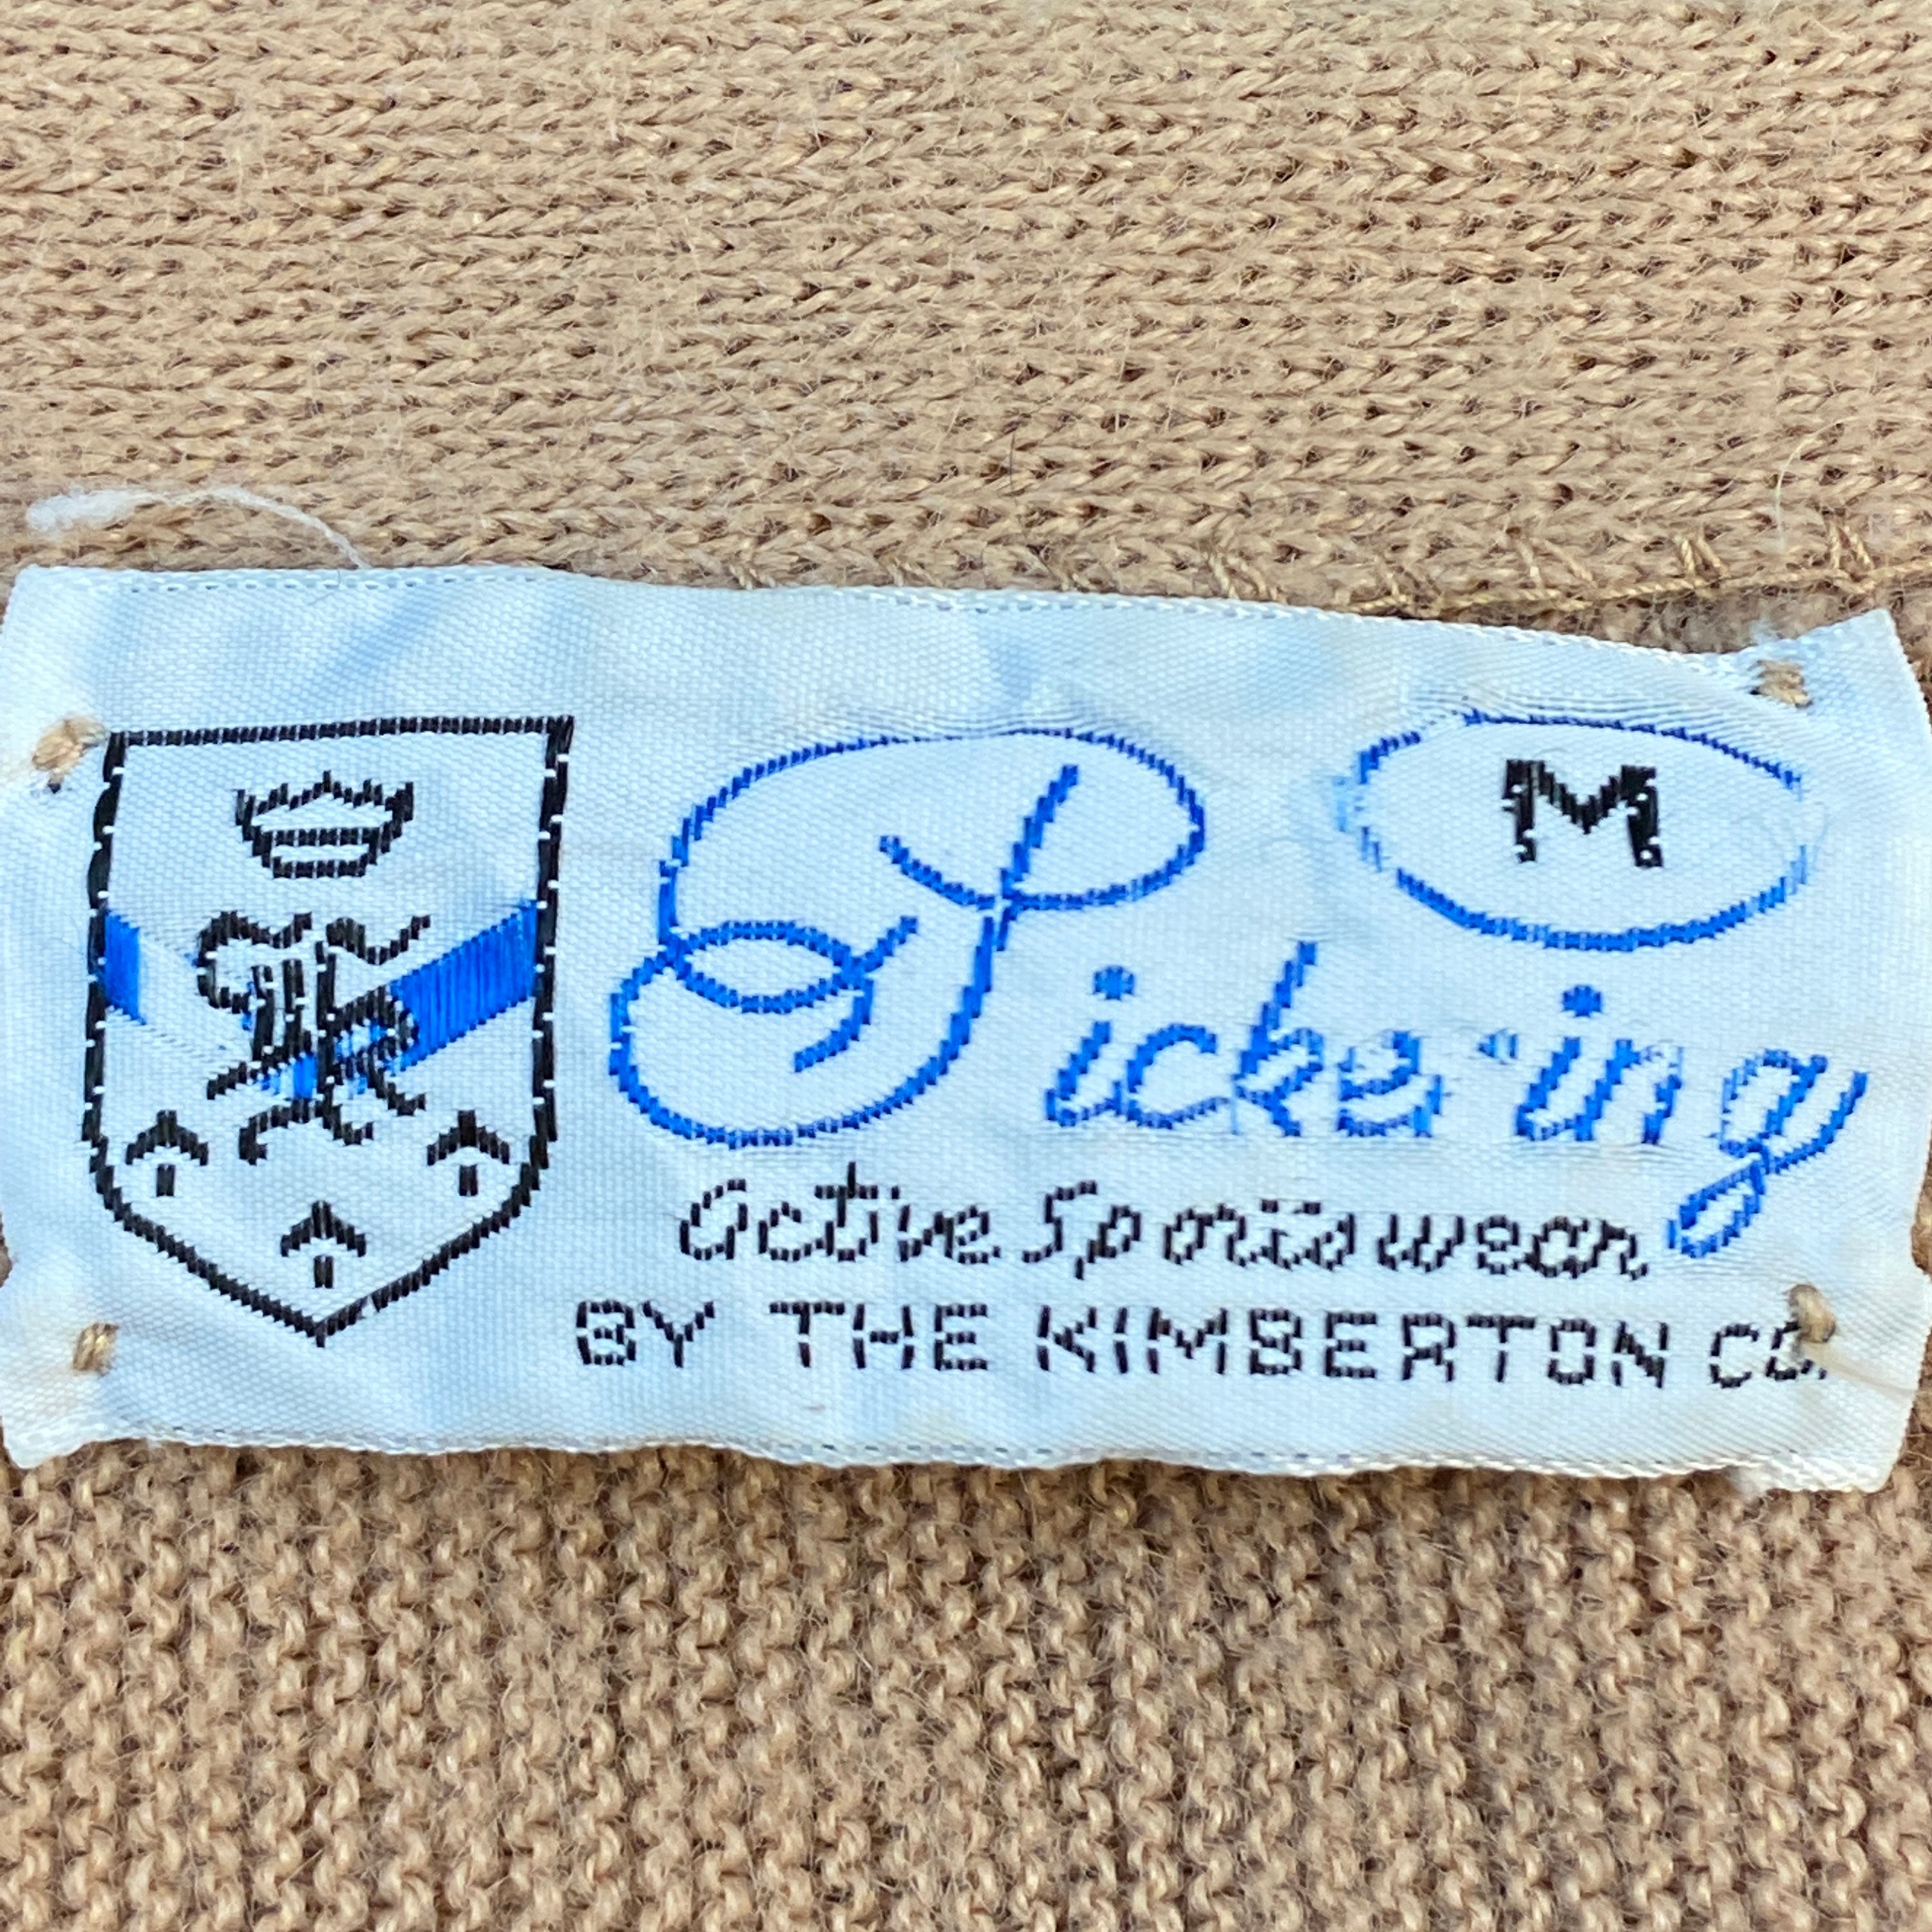 Pickering
M
active Sportswear
BY THE KIMBERTON CO.